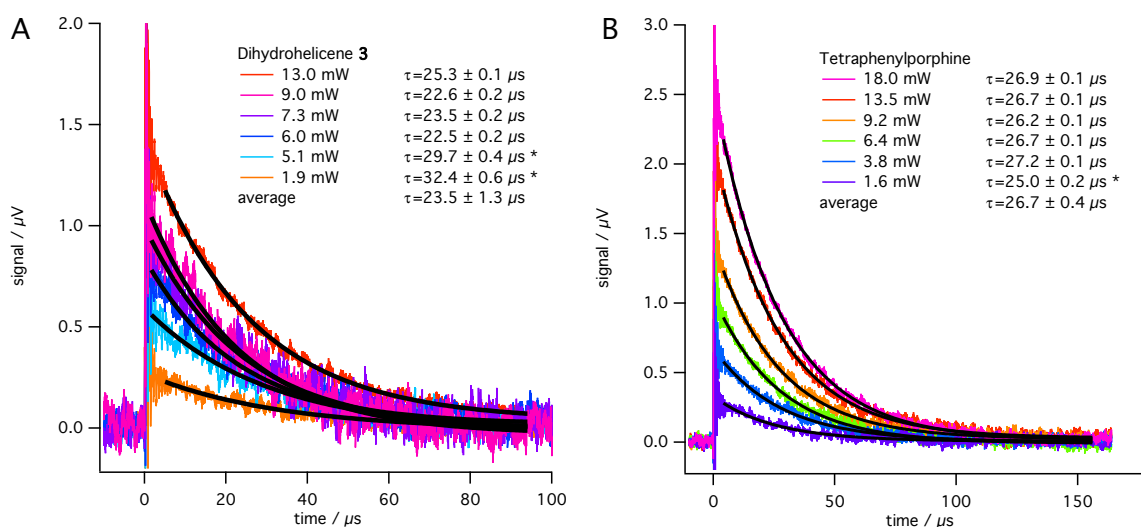 A
Dihydrohelicene 3
13.0 mW τ=25.3 ± 0.1 µs
9.0 mW τ=22.6 ± 0.2 µs
7.3 mW τ=23.5 ± 0.2 µs
6.0 mW τ=22.5 ± 0.2 µs
5.1 mW τ=29.7 ± 0.4 µs *
1.9 mW τ=32.4 ± 0.6 µs *
average τ=23.5 ± 1.3 µs
2.0
1.5
1.0
0.5
0.0
signal / µV
0 20 40 60 80 100
time / µs
B
Tetraphenylporphine
18.0 mW τ=26.9 ± 0.1 µs
13.5 mW τ=26.7 ± 0.1 µs
9.2 mW τ=26.2 ± 0.1 µs
6.4 mW τ=26.7 ± 0.1 µs
3.8 mW τ=27.2 ± 0.1 µs
1.6 mW τ=25.0 ± 0.2 µs *
average τ=26.7 ± 0.4 µs
3.0
2.5
2.0
1.5
1.0
0.5
0.0
signal / µV
0 50 100 150
time / µs